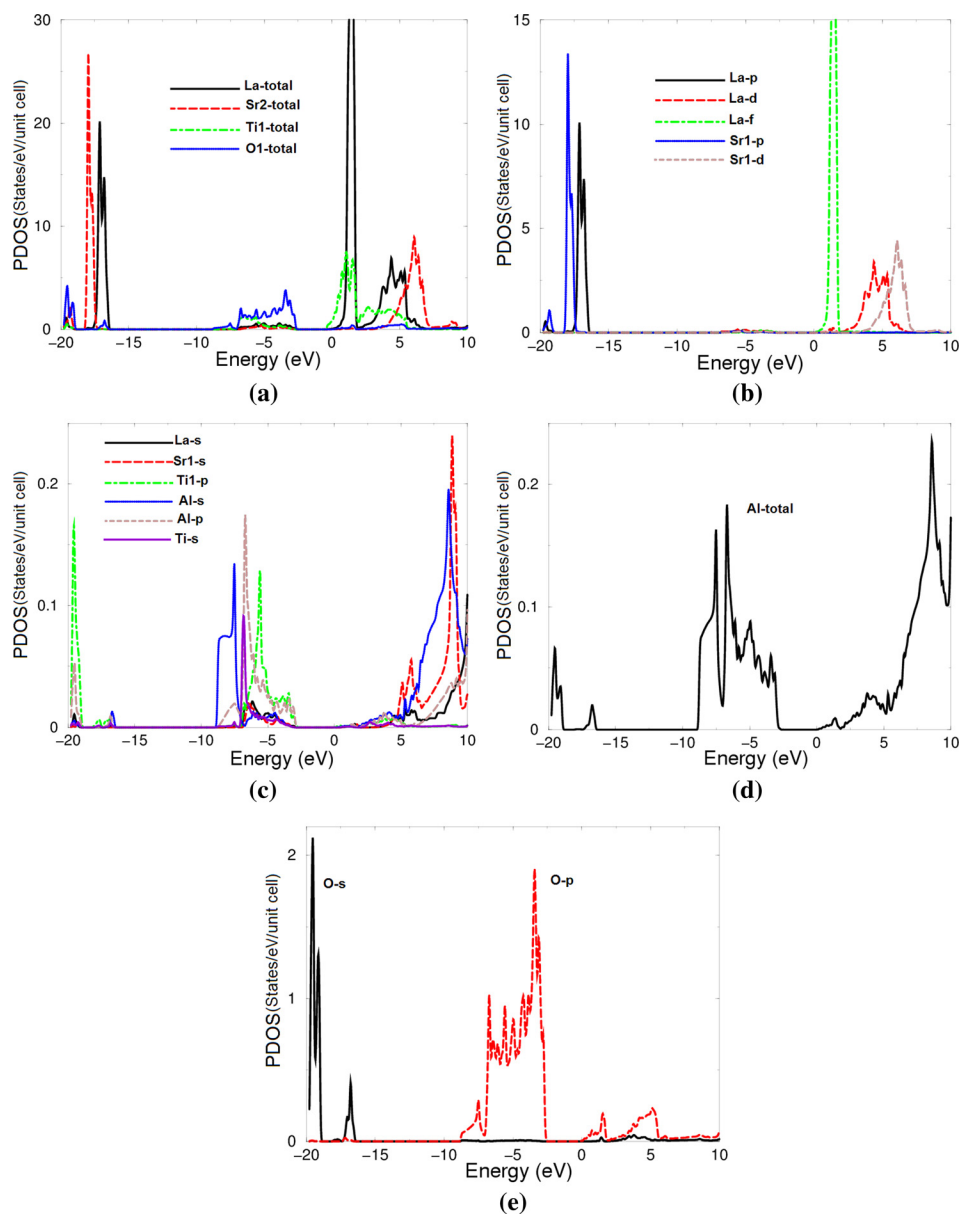 30
20
10
0
PDOS(States/eV/unit cell)
La-total
Sr2-total
Ti1-total
O1-total
−20 −15 −10 −5 0 5 10
Energy (eV)
(a)
15
10
5
0
PDOS(States/eV/unit cell)
La-p
La-d
La-f
Sr1-p
Sr1-d
−20 −15 −10 −5 0 5 10
Energy (eV)
(b)
0.2
0.1
0
PDOS(States/eV/unit cell)
La-s
Sr1-s
Ti1-p
Al-s
Al-p
Ti-s
−20 −15 −10 −5 0 5 10
Energy (eV)
(c)
0.2
0.1
0
PDOS(States/eV/unit cell)
Al-total
−20 −15 −10 −5 0 5 10
Energy (eV)
(d)
2
1
0
PDOS(States/eV/unit cell)
O-s
O-p
−20 −15 −10 −5 0 5 10
Energy (eV)
(e)